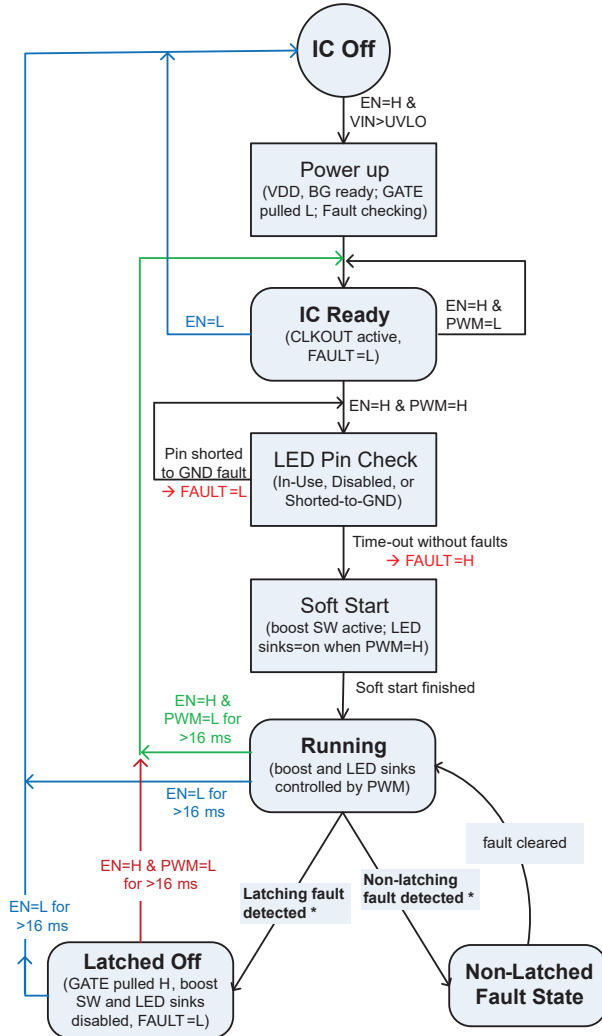 IC Off
EN=H &
VIN>UVLO
Power up
(VDD, BG ready; GATE
pulled L; Fault checking)
IC Ready
(CLKOUT active,
FAULT=L)
EN=L
EN=H &
PWM=L
EN=H & PWM=H
Pin shorted
to GND fault
→ FAULT=L
LED Pin Check
(In-Use, Disabled, or
Shorted-to-GND)
Time-out without faults
→ FAULT=H
Soft Start
(boost SW active; LED
sinks=on when PWM=H)
Soft start finished
EN=H &
PWM=L for
>16 ms
Running
(boost and LED sinks
controlled by PWM)
EN=L for
>16 ms
fault cleared
EN=H & PWM=L
for >16 ms
Latching fault
detected *
Non-latching
fault detected *
EN=L for
>16 ms
Latched Off
(GATE pulled H, boost
SW and LED sinks
disabled, FAULT=L)
Non-Latched
Fault State